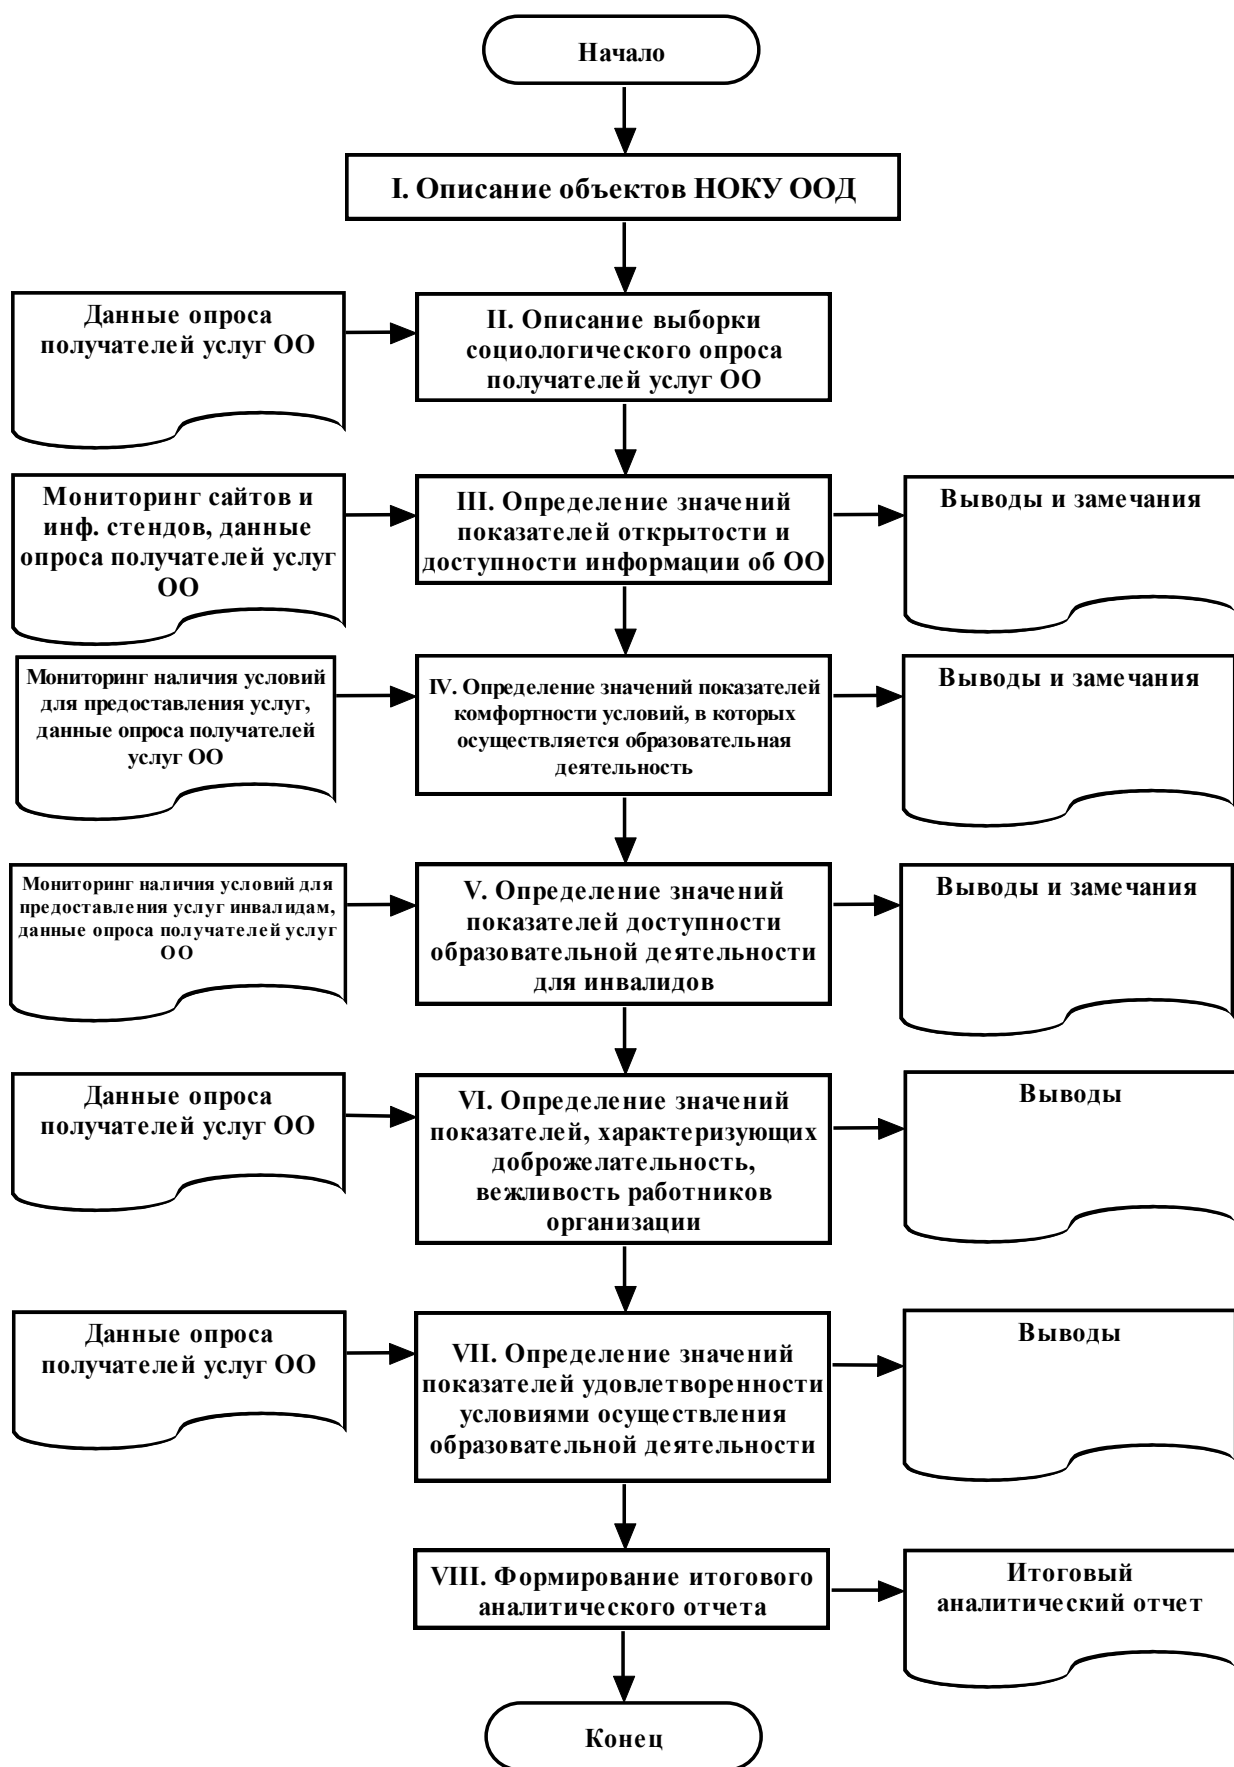 Начало
I. Описание объектов НОКУ ООД
Данные опроса
получателей услуг ОО
II. Описание выборки
социологического опроса
получателей услуг ОО
Мониторинг сайтов и
инф. стендов, данные
опроса получателей услуг
ОО
III. Определение значений
показателей открытости и
доступности информации об ОО
Выводы и замечания
Мониторинг наличия условий
для предоставления услуг,
данные опроса получателей
услуг ОО
IV. Определение значений показателей
комфортности условий, в которых
осуществляется образовательная
деятельность
Выводы и замечания
Мониторинг наличия условий для
предоставления услуг инвалидам,
данные опроса получателей услуг
ОО
V. Определение значений
показателей доступности
образовательной деятельности
для инвалидов
Выводы и замечания
Данные опроса
получателей услуг ОО
VI. Определение значений
показателей, характеризующих
доброжелательность,
вежливость работников
организации
Выводы
Данные опроса
получателей услуг ОО
VII. Определение значений
показателей удовлетворенности
условиями осуществления
образовательной деятельности
Выводы
VIII. Формирование итогового
аналитического отчета
Итоговый
аналитический отчет
Конец